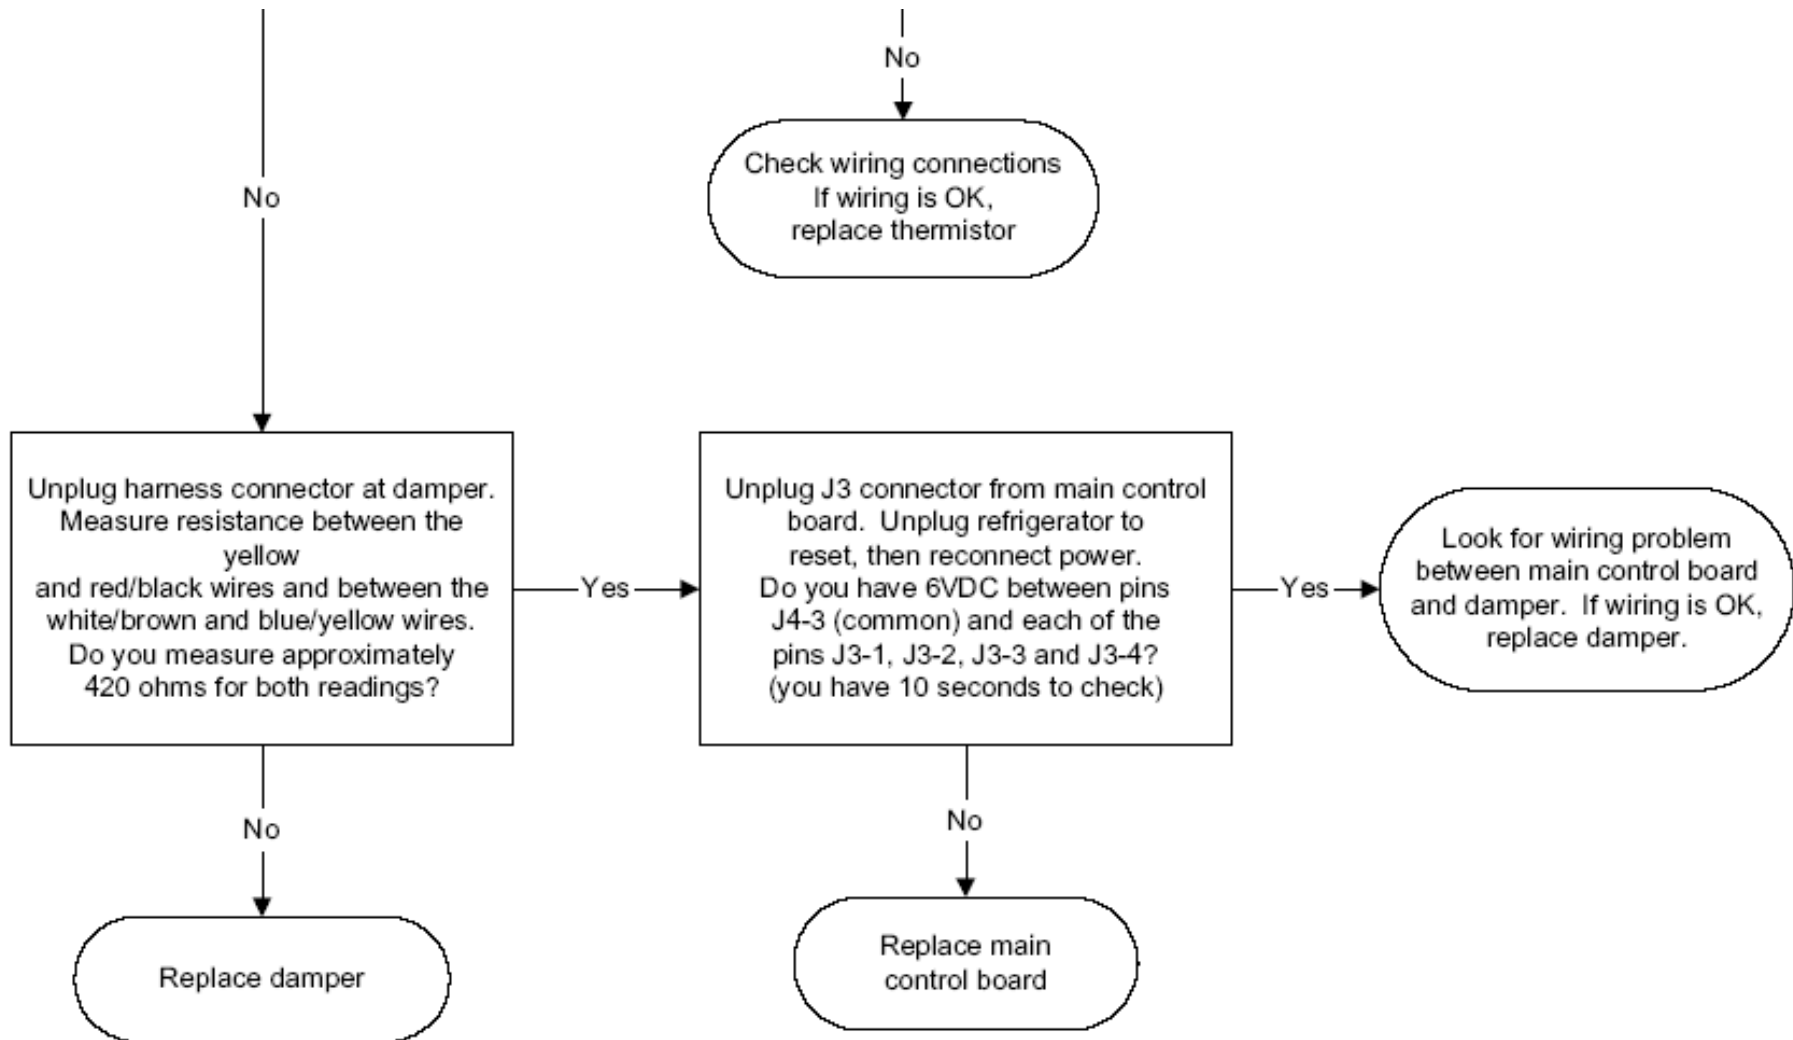 No
Check wiring connections
If wiring is OK,
replace thermistor
No
Unplug harness connector at damper.
Measure resistance between the
yellow
and red/black wires and between the
white/brown and blue/yellow wires.
Do you measure approximately
420 ohms for both readings?
Yes
Unplug J3 connector from main control
board. Unplug refrigerator to
reset, then reconnect power.
Do you have 6VDC between pins
J4-3 (common) and each of the
pins J3-1, J3-2, J3-3 and J3-4?
(you have 10 seconds to check)
Yes
Look for wiring problem
between main control board
and damper. If wiring is OK,
replace damper.
No
Replace damper
No
Replace main
control board